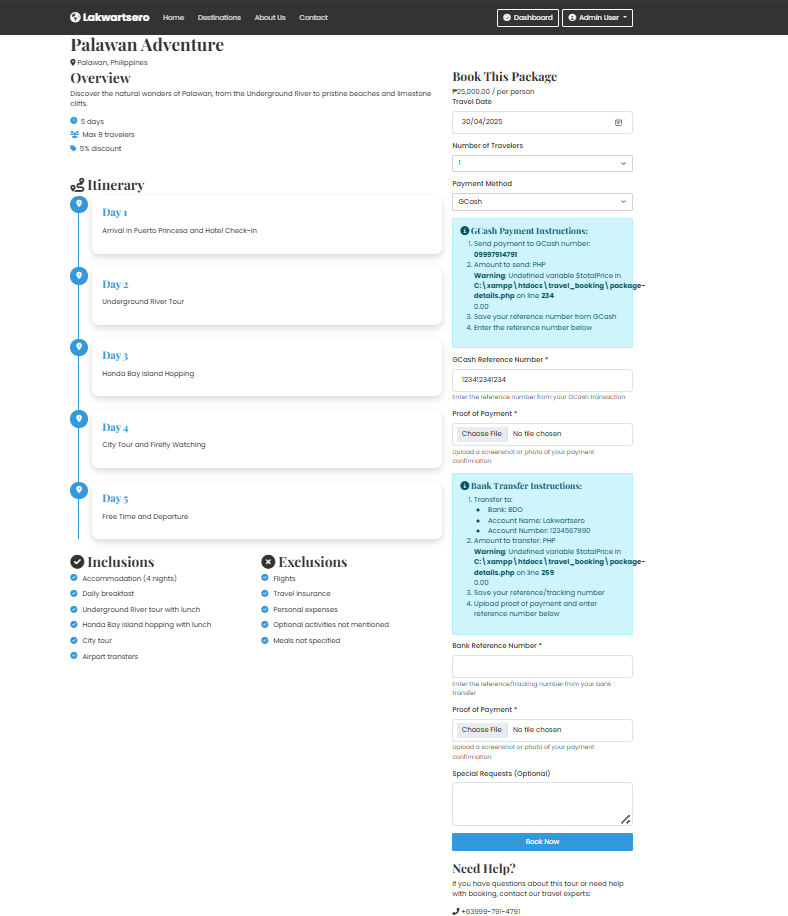 Lakwartsero Home Destinations About Us Contact Dashboard Admin User
Palawan Adventure
Palawan, Philippines
Overview
Discover the natural wonders of Palawan, from the Underground River to pristine beaches and limestone
cliffs.
5 days
Max 8 travelers
5% discount
Itinerary
Day 1
Arrival in Puerto Princesa and Hotel Check-in
Day 2
Underground River Tour
Day 3
Honda Bay Island Hopping
Day 4
City Tour and Firefly Watching
Day 5
Free Time and Departure
Inclusions
Accommodation (4 nights)
Daily breakfast
Underground River tour with lunch
Honda Bay island hopping with lunch
City tour
Airport transfers
Exclusions
Flights
Travel insurance
Personal expenses
Optional activities not mentioned
Meals not specified
Book This Package
₱25,000.00 / per person
Travel Date
30/04/2025
Number of Travelers
1
Payment Method
GCash
GCash Payment Instructions:
1. Send payment to GCash number:
09997914791
2. Amount to send: PHP
Warning: Undefined variable $totalPrice in
C:\xampp\htdocs\travel_booking\package-
details.php on line 234
0.00
3. Save your reference number from GCash
4. Enter the reference number below
GCash Reference Number *
123412341234
Enter the reference number from your GCash transaction
Proof of Payment *
Choose File No file chosen
Upload a screenshot or photo of your payment
confirmation
Bank Transfer Instructions:
1. Transfer to:
Bank: BDO
Account Name: Lakwartsero
Account Number: 1234567890
2. Amount to transfer: PHP
Warning: Undefined variable $totalPrice in
C:\xampp\htdocs\travel_booking\package-
details.php on line 259
0.00
3. Save your reference/tracking number
4. Upload proof of payment and enter
reference number below
Bank Reference Number *
Enter the reference/tracking number from your bank
transfer
Proof of Payment *
Choose File No file chosen
Upload a screenshot or photo of your payment
confirmation
Special Requests (Optional)
Book Now
Need Help?
If you have questions about this tour or need help
with booking, contact our travel experts:
+63999-791-4791